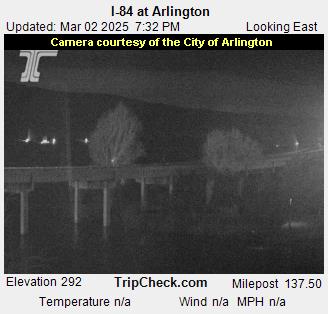 I-84 at Arlington
Updated: Mar 02 2025 7:32 PM Looking East
Camera courtesy of the City of Arlington
Elevation 292 TripCheck.com Milepost 137.50
Temperature n/a Wind n/a MPH n/a